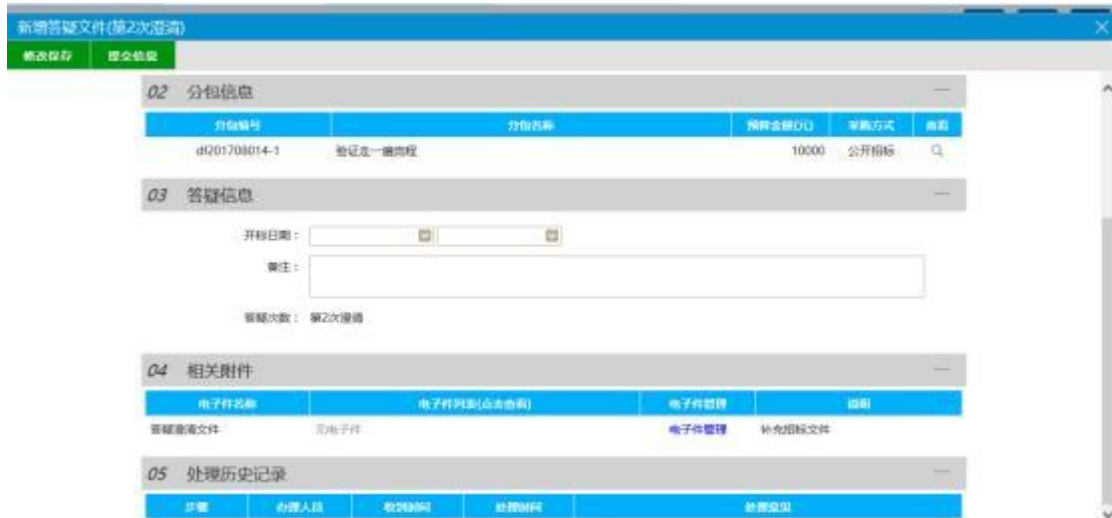 新增答疑文件(第2次澄清)
修改保存 提交信息
02 分包信息
分包编号 分包名称 预算金额(元) 采购方式 查看
dl201708014-1 验证走一编流程 10000 公开招标
03 答疑信息
开标日期：
备注：
答疑次数： 第2次澄清
04 相关附件
电子件名称 电子件列表(点击查看) 电子件管理 说明
答疑澄清文件 无电子件 电子件管理 补充招标文件
05 处理历史记录
步骤 办理人员 收到时间 处理时间 处理意见